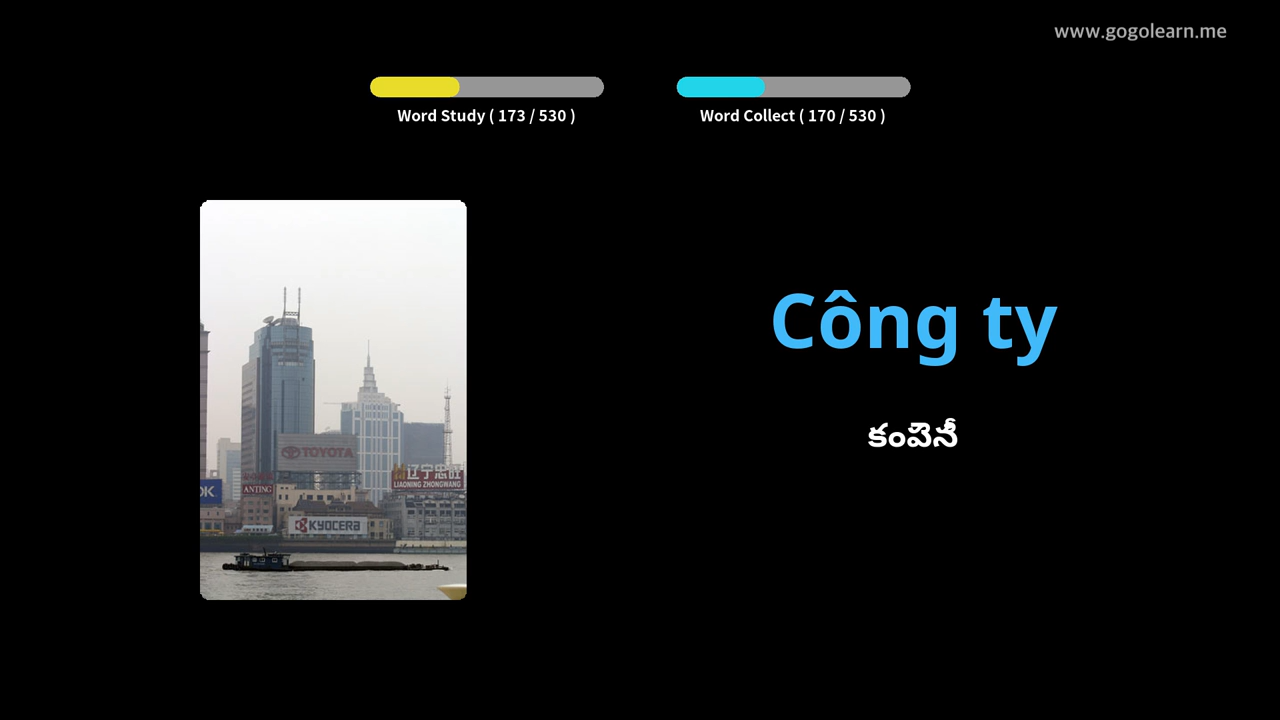 www.gogolearn.me
Word Study ( 173 / 530 )
Word Collect ( 170 / 530 )
Công ty
కంపెనీ
TOYOTA
辽宁忠旺
LIAONING ZHONGWANG
ANTING
OK
KYOCERA